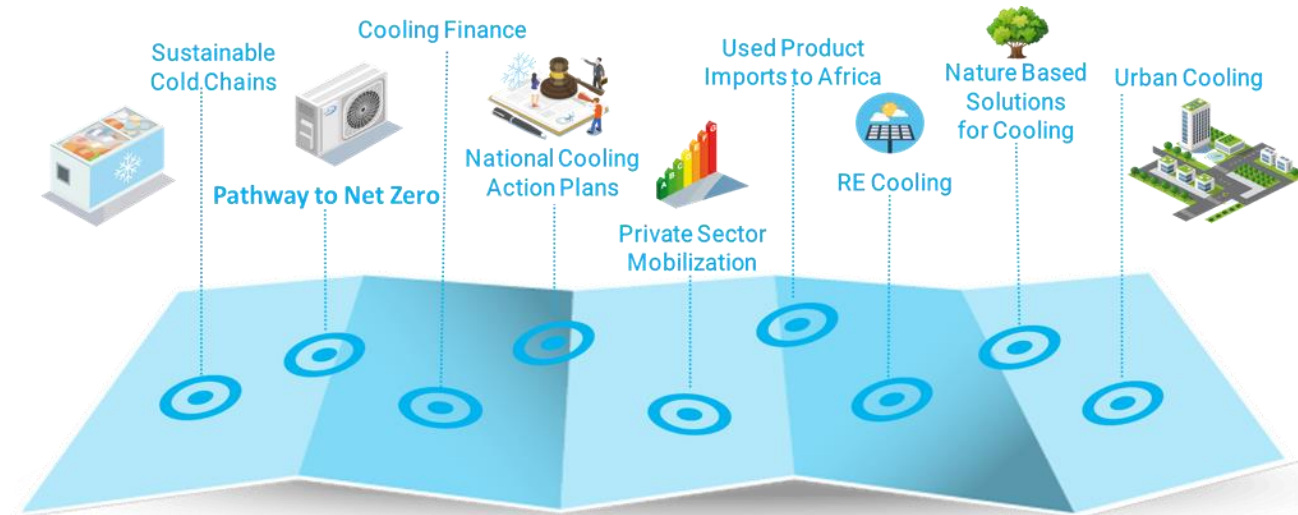 Sustainable
Cold Chains
Pathway to Net Zero
Cooling Finance
National Cooling
Action Plans
Private Sector
Mobilization
Used Product
Imports to Africa
RE Cooling
Nature Based
Solutions
for Cooling
Urban Cooling
A
B
C
D
E
F
G